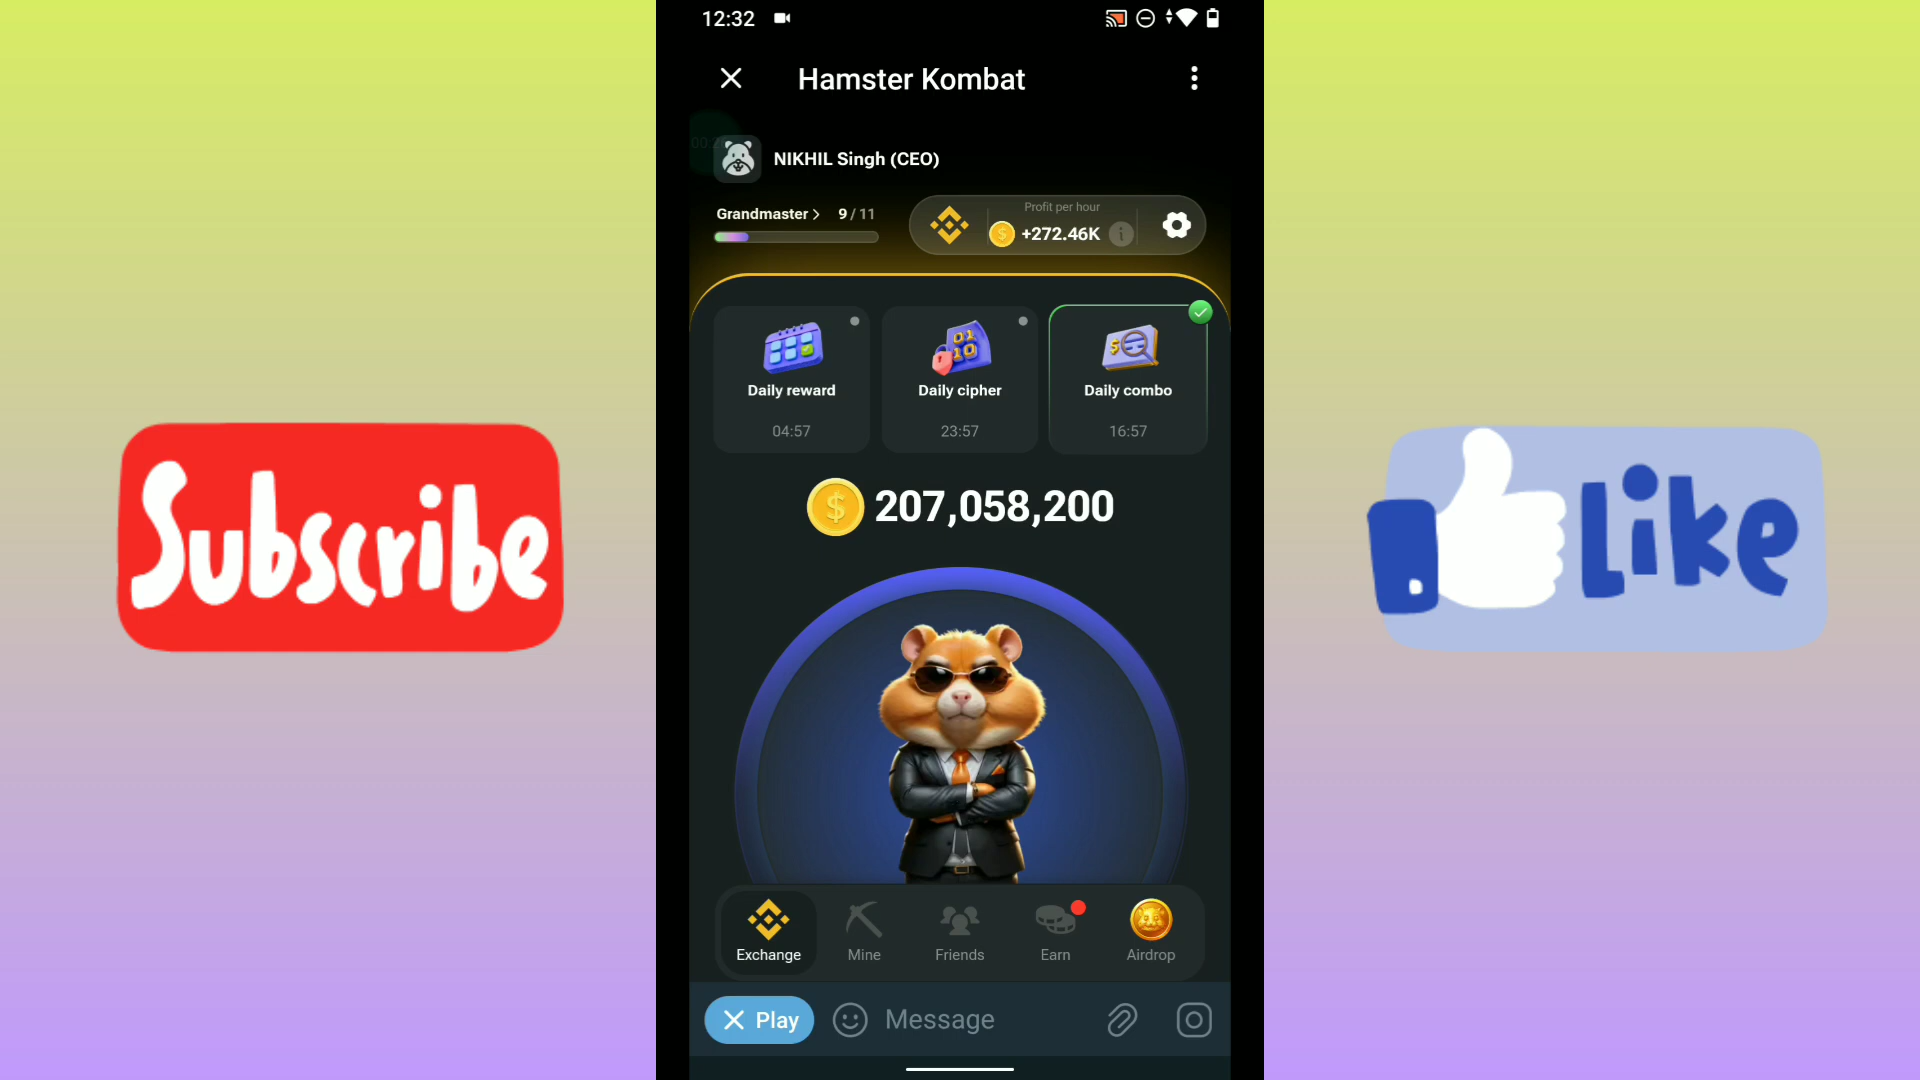 12:32
Hamster Kombat
NIKHIL Singh (CEO)
Grandmaster > 9 / 11
Profit per hour
+272.46K
Daily reward
04:57
Daily cipher
23:57
Daily combo
16:57
207,058,200
Subscribe
Like
Exchange
Mine
Friends
Earn
Airdrop
Play
Message